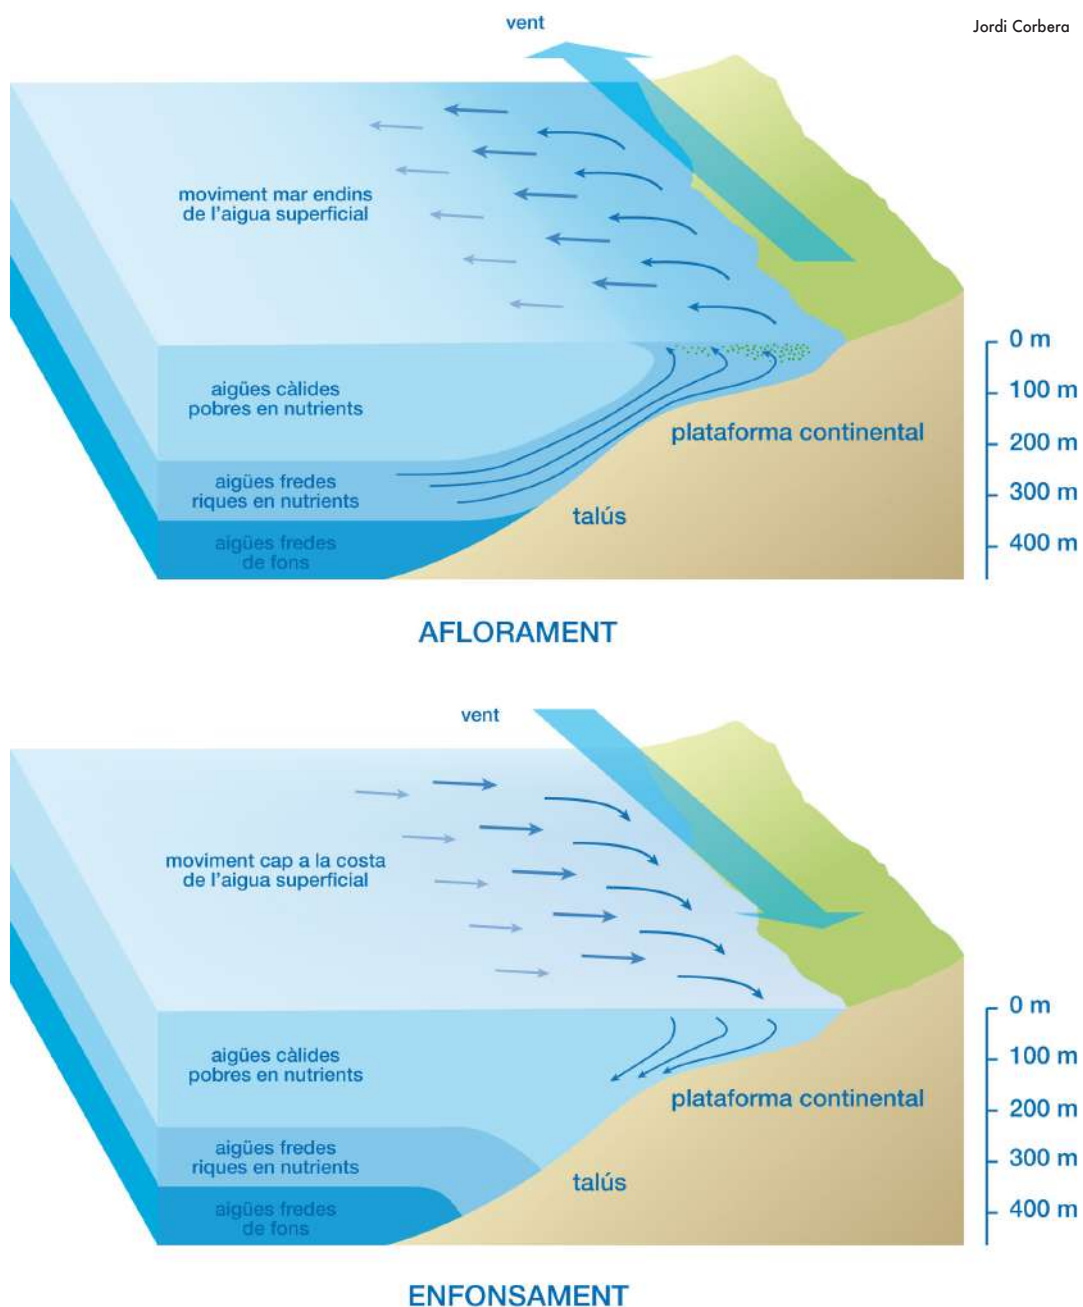 vent
Jordi Corbera
moviment mar endins
de l'aigua superficial
aigües càlides
pobres en nutrients
aigües fredes
riques en nutrients
aigües fredes
de fons
plataforma continental
talús
0 m
100 m
200 m
300 m
400 m
AFLORAMENT
vent
moviment cap a la costa
de l'aigua superficial
aigües càlides
pobres en nutrients
aigües fredes
riques en nutrients
aigües fredes
de fons
plataforma continental
talús
0 m
100 m
200 m
300 m
400 m
ENFONSAMENT